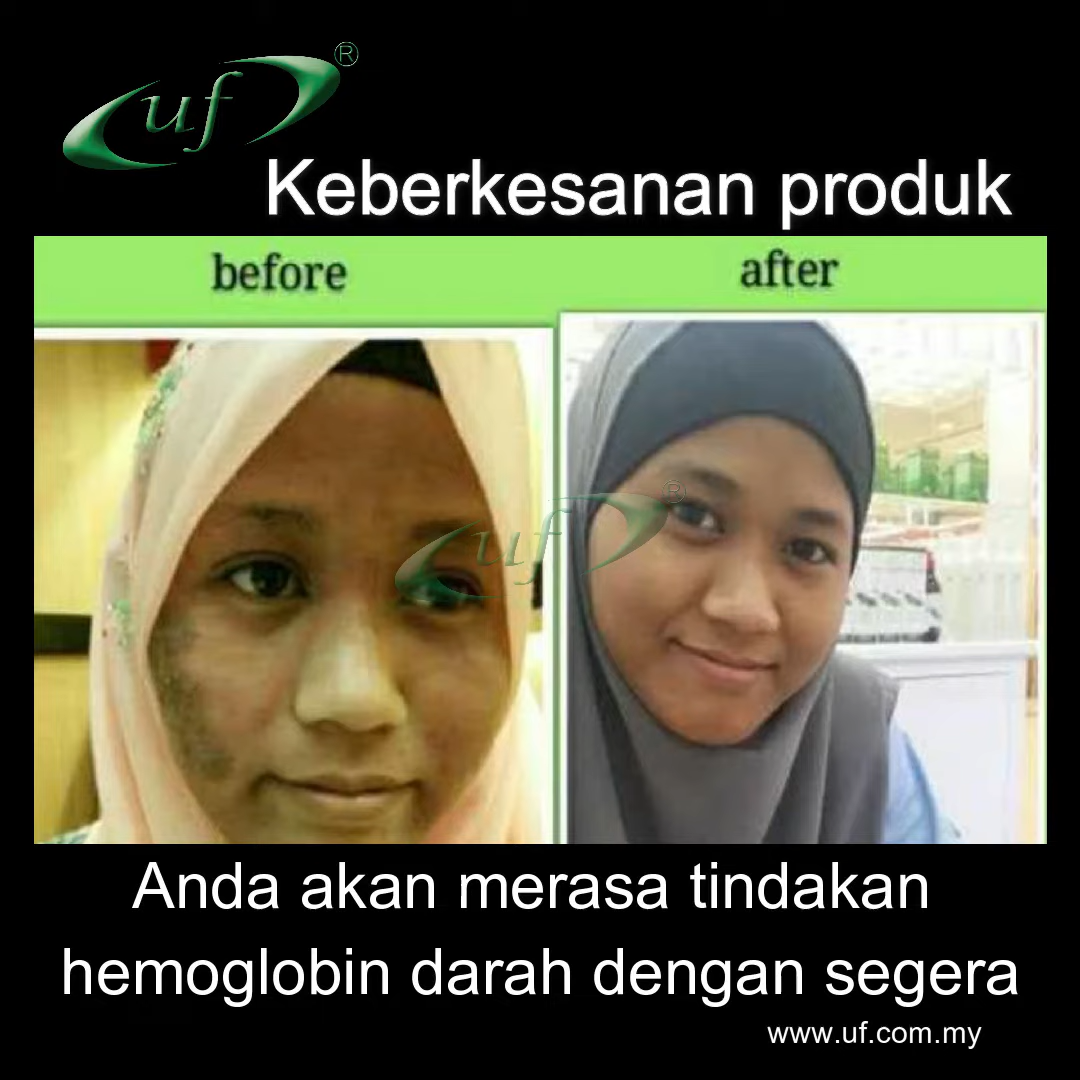 uf®
Keberkesanan produk
before
after
uf®
Anda akan merasa tindakan
hemoglobin darah dengan segera
www.uf.com.my